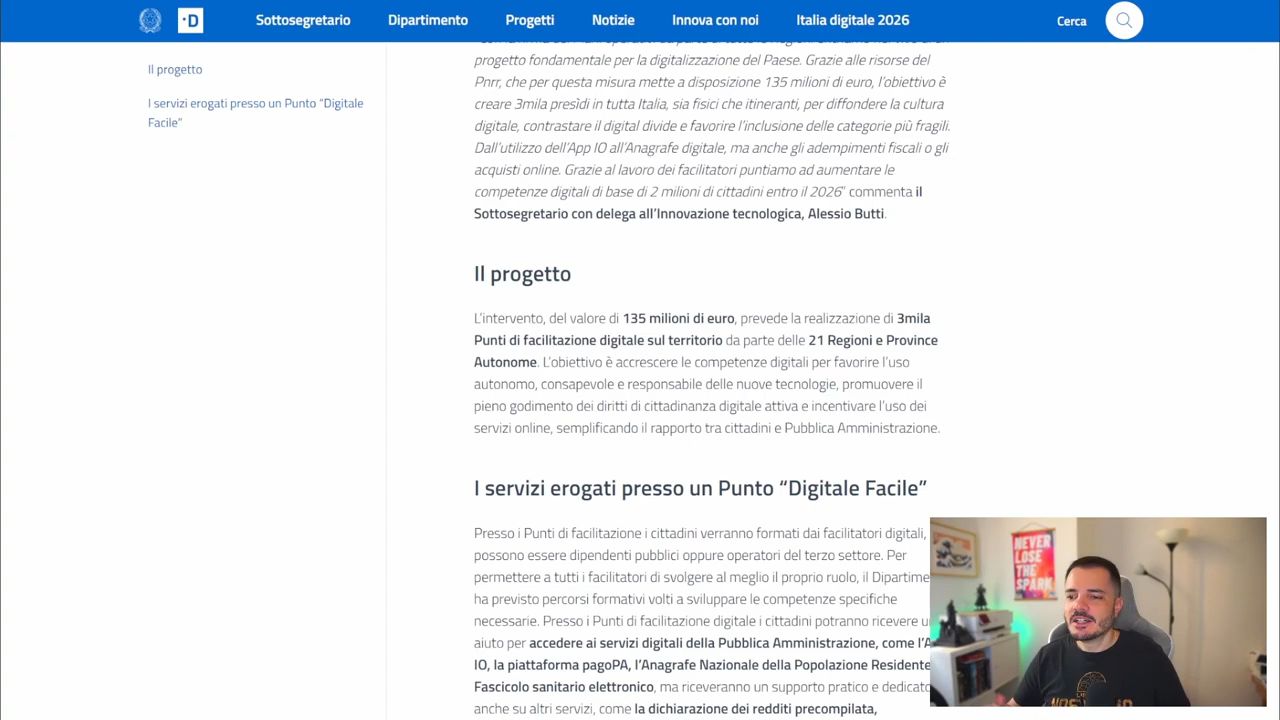 ·D
Sottosegretario Dipartimento Progetti Notizie Innova con noi Italia digitale 2026
Cerca
Il progetto
I servizi erogati presso un Punto “Digitale
Facile”
progetto fondamentale per la digitalizzazione del Paese. Grazie alle risorse del
Pnrr, che per questa misura mette a disposizione 135 milioni di euro, l’obiettivo è
creare 3mila presìdi in tutta Italia, sia fisici che itineranti, per diffondere la cultura
digitale, contrastare il digital divide e favorire l’inclusione delle categorie più fragili.
Dall’utilizzo dell’App IO all’Anagrafe digitale, ma anche gli adempimenti fiscali o gli
acquisti online. Grazie al lavoro dei facilitatori puntiamo ad aumentare le
competenze digitali di base di 2 milioni di cittadini entro il 2026” commenta il
Sottosegretario con delega all’Innovazione tecnologica, Alessio Butti.
Il progetto
L’intervento, del valore di 135 milioni di euro, prevede la realizzazione di 3mila
Punti di facilitazione digitale sul territorio da parte delle 21 Regioni e Province
Autonome. L’obiettivo è accrescere le competenze digitali per favorire l’uso
autonomo, consapevole e responsabile delle nuove tecnologie, promuovere il
pieno godimento dei diritti di cittadinanza digitale attiva e incentivare l’uso dei
servizi online, semplificando il rapporto tra cittadini e Pubblica Amministrazione.
I servizi erogati presso un Punto “Digitale Facile”
Presso i Punti di facilitazione i cittadini verranno formati dai facilitatori digitali,
possono essere dipendenti pubblici oppure operatori del terzo settore. Per
permettere a tutti i facilitatori di svolgere al meglio il proprio ruolo, il Dipartime
ha previsto percorsi formativi volti a sviluppare le competenze specifiche
necessarie. Presso i Punti di facilitazione digitale i cittadini potranno ricevere u
aiuto per accedere ai servizi digitali della Pubblica Amministrazione, come l’A
IO, la piattaforma pagoPA, l’Anagrafe Nazionale della Popolazione Residente
Fascicolo sanitario elettronico, ma riceveranno un supporto pratico e dedicato
anche su altri servizi, come la dichiarazione dei redditi precompilata,
NEVER
LOSE
THE
SPARK